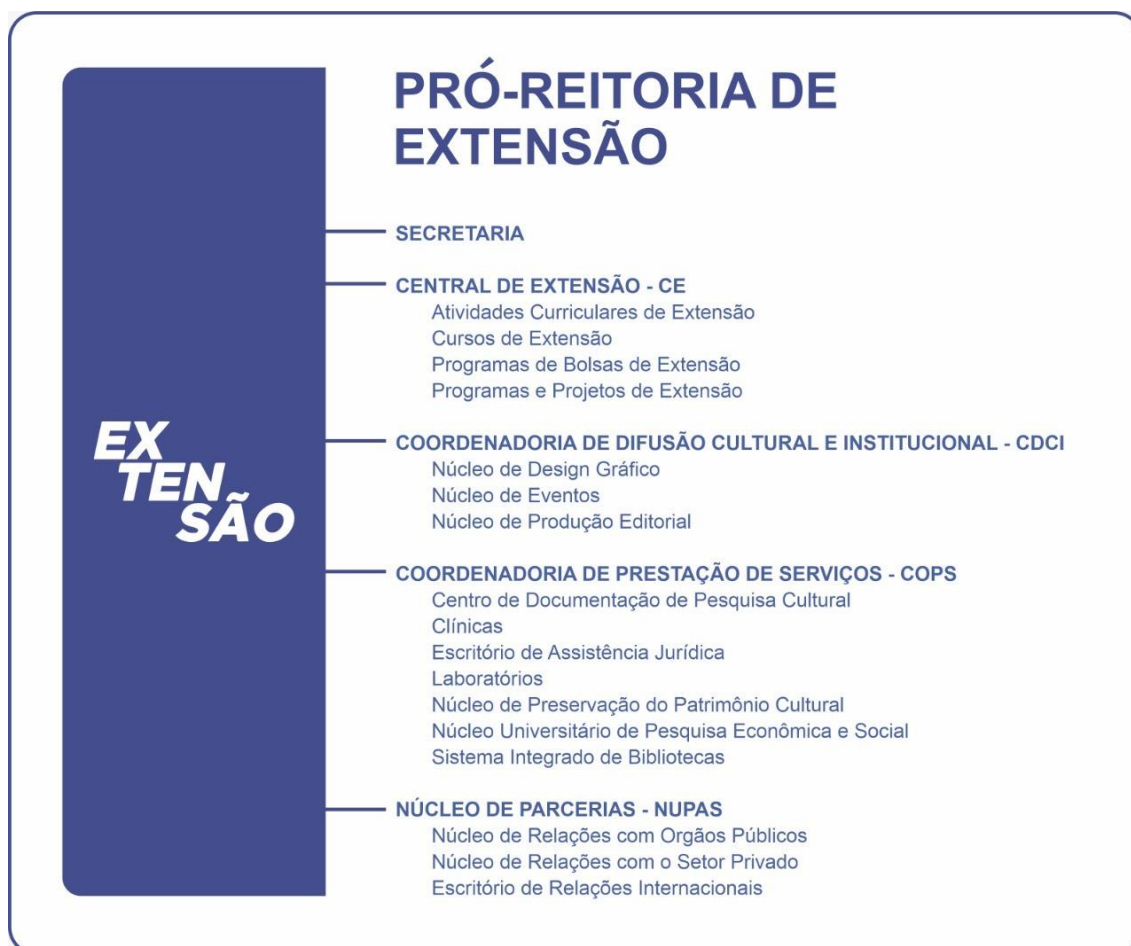 PRÓ-REITORIA DE
EXTENSÃO
SECRETARIA
CENTRAL DE EXTENSÃO - CE
Atividades Curriculares de Extensão
Cursos de Extensão
Programas de Bolsas de Extensão
Programas e Projetos de Extensão
EX
TEN
SÃO
COORDENADORIA DE DIFUSÃO CULTURAL E INSTITUCIONAL - CDCI
Núcleo de Design Gráfico
Núcleo de Eventos
Núcleo de Produção Editorial
COORDENADORIA DE PRESTAÇÃO DE SERVIÇOS - COPS
Centro de Documentação de Pesquisa Cultural
Clínicas
Escritório de Assistência Jurídica
Laboratórios
Núcleo de Preservação do Patrimônio Cultural
Núcleo Universitário de Pesquisa Econômica e Social
Sistema Integrado de Bibliotecas
NÚCLEO DE PARCERIAS - NUPAS
Núcleo de Relações com Orgãos Públicos
Núcleo de Relações com o Setor Privado
Escritório de Relações Internacionais